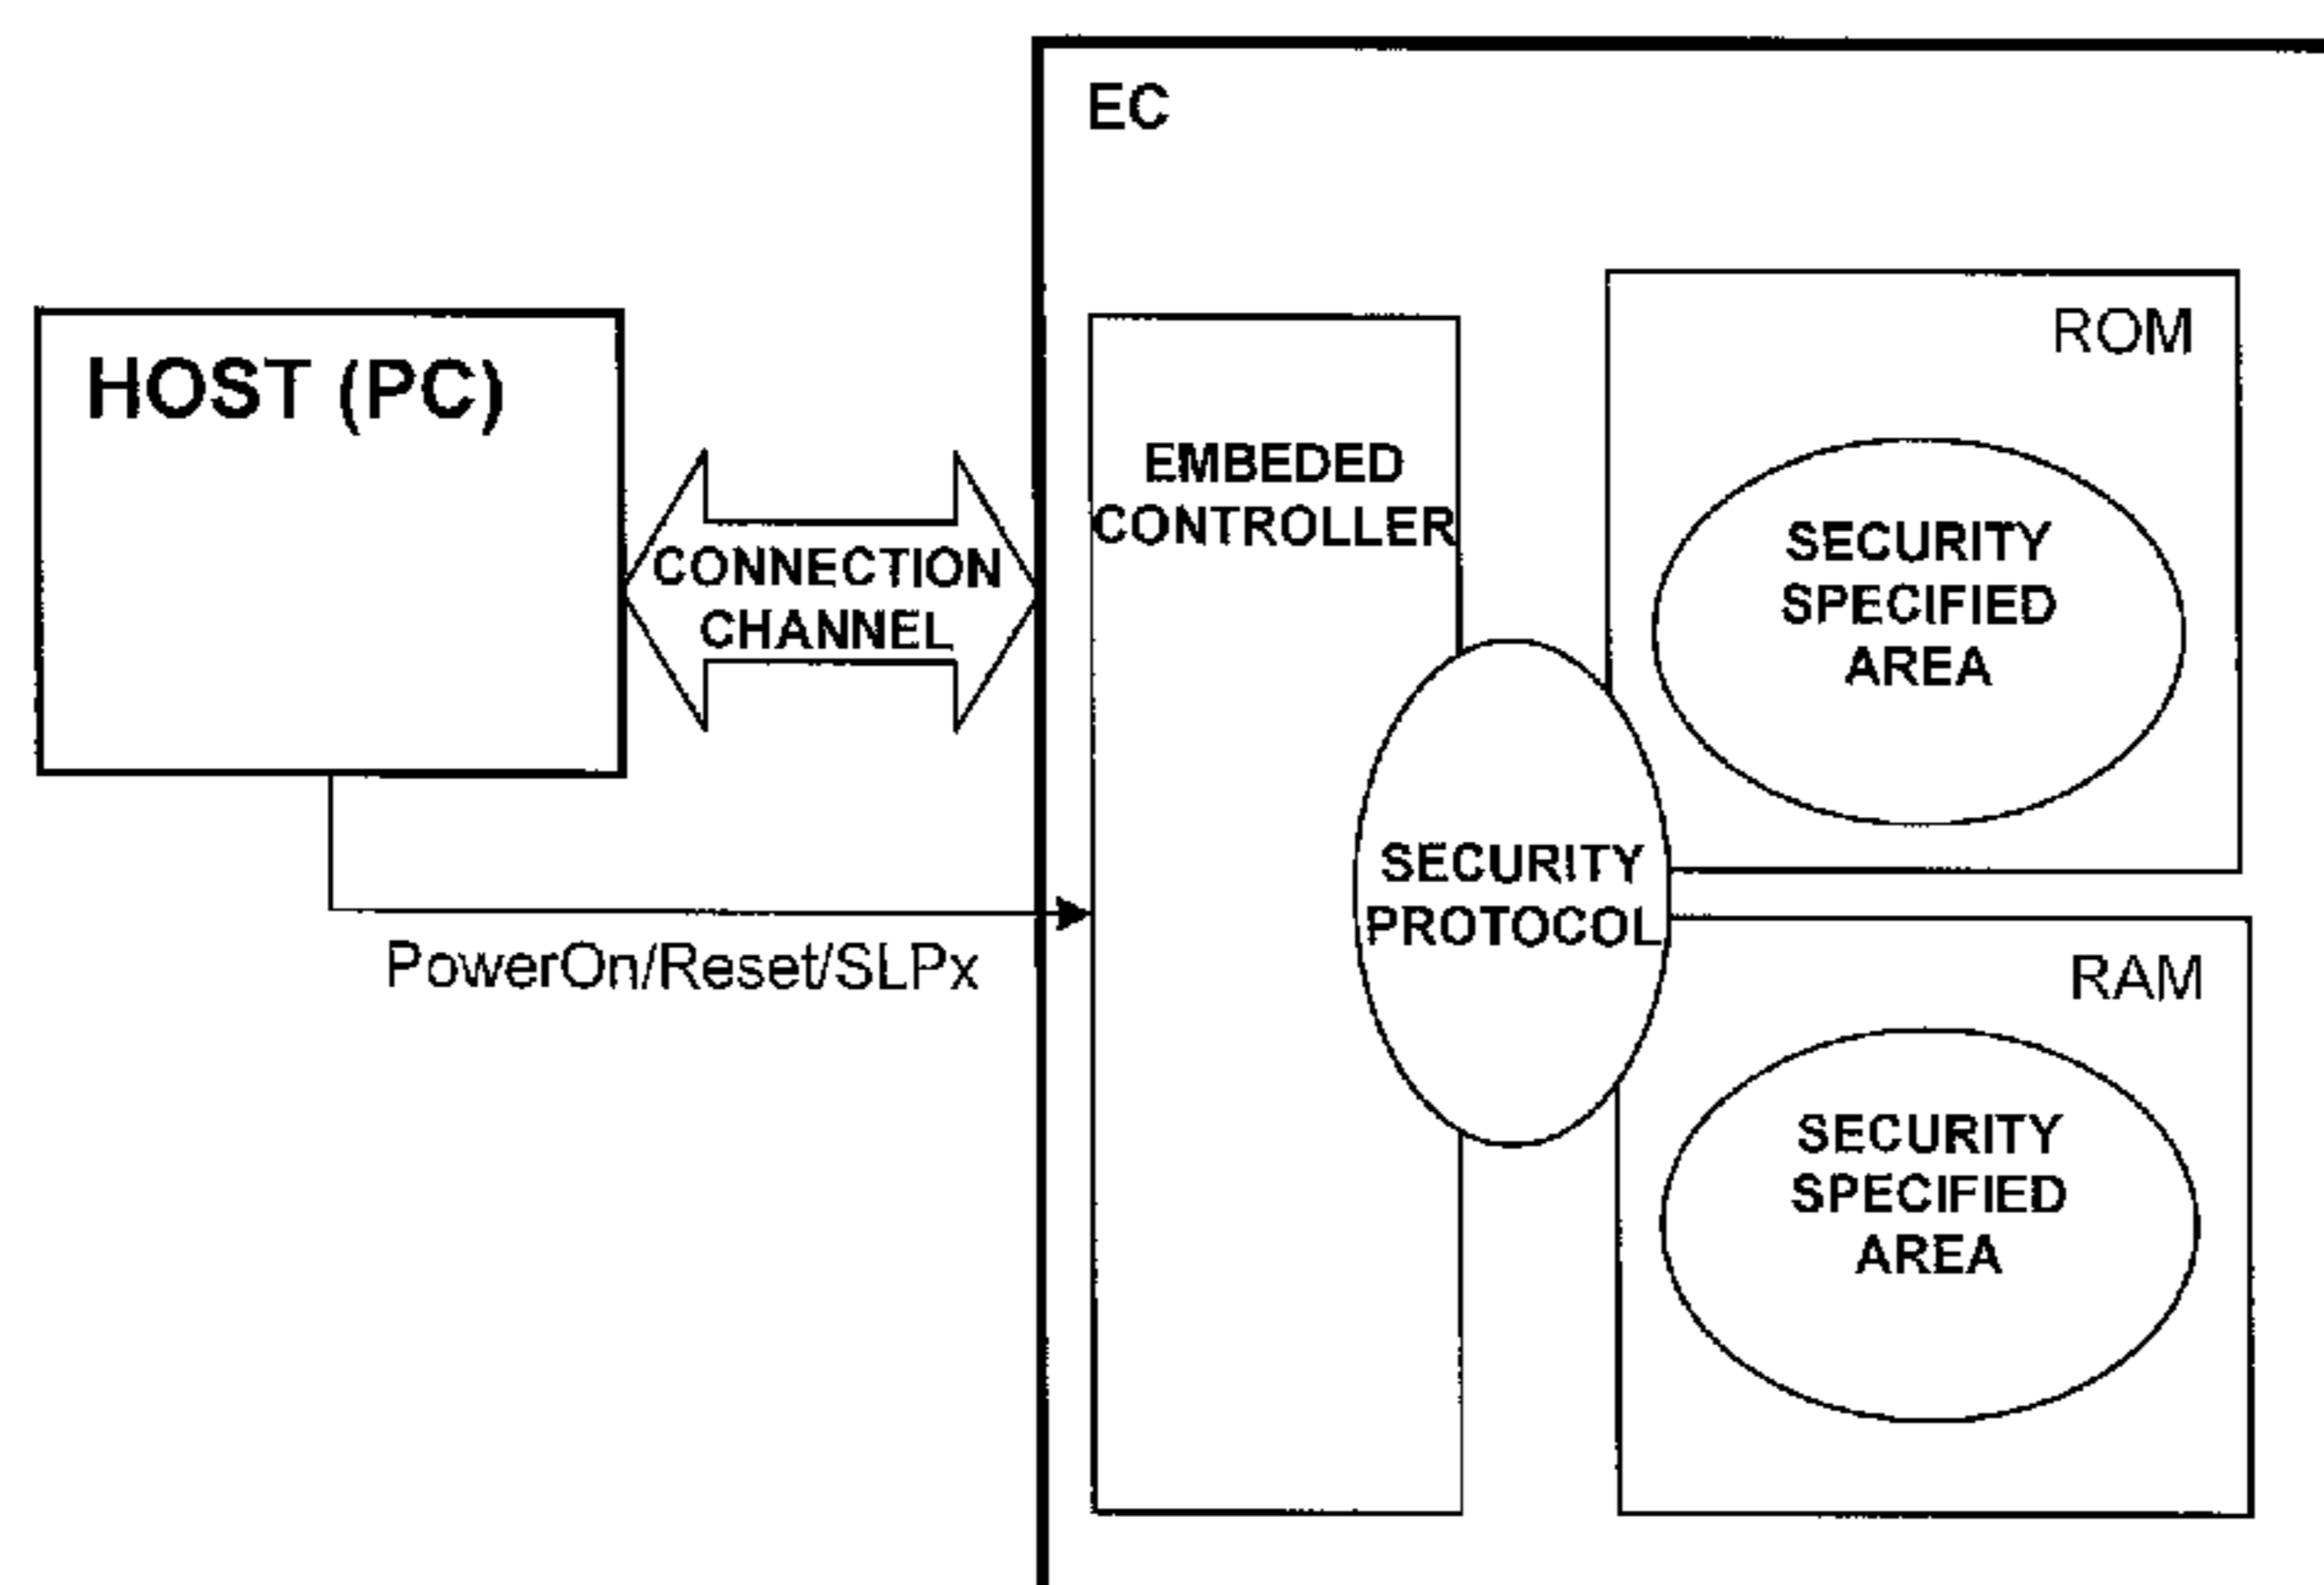 EC
HOST (PC)
CONNECTION
CHANNEL
PowerOn/Reset/SLPx
EMBEDED
CONTROLLER
SECURITY
PROTOCOL
ROM
SECURITY
SPECIFIED
AREA
RAM
SECURITY
SPECIFIED
AREA